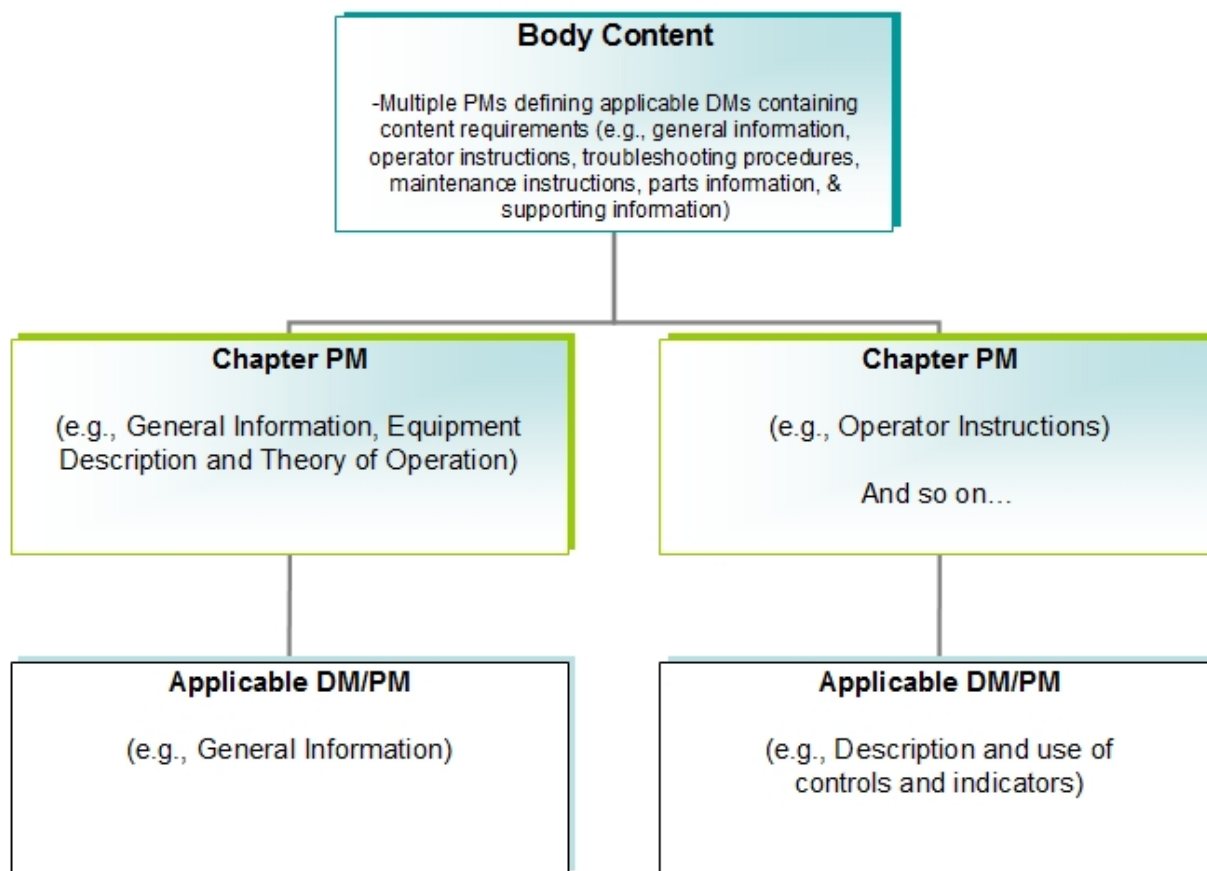 Body Content
-Multiple PMs defining applicable DMs containing
content requirements (e.g., general information,
operator instructions, troubleshooting procedures,
maintenance instructions, parts information, &
supporting information)
Chapter PM
(e.g., General Information, Equipment
Description and Theory of Operation)
Chapter PM
(e.g., Operator Instructions)
And so on…
Applicable DM/PM
(e.g., General Information)
Applicable DM/PM
(e.g., Description and use of
controls and indicators)